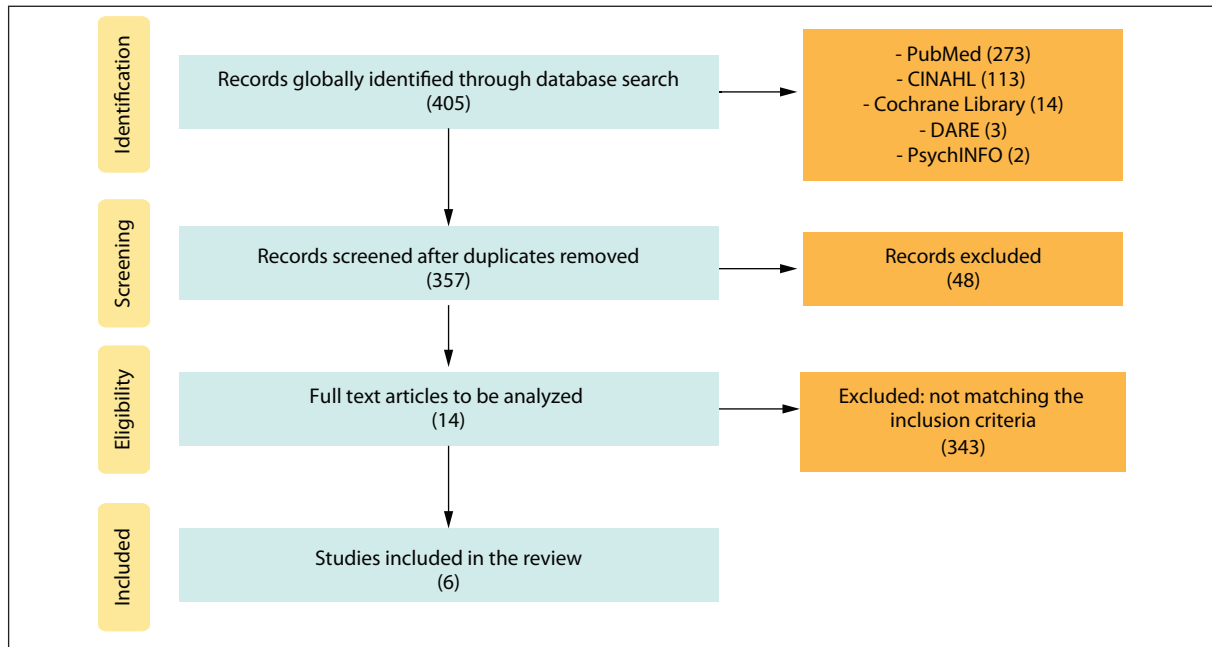 Identification
Records globally identified through database search
(405)
- PubMed (273)
- CINAHL (113)
- Cochrane Library (14)
- DARE (3)
- PsychINFO (2)
Screening
Records screened after duplicates removed
(357)
Records excluded
(48)
Eligibility
Full text articles to be analyzed
(14)
Excluded: not matching the
inclusion criteria
(343)
Included
Studies included in the review
(6)